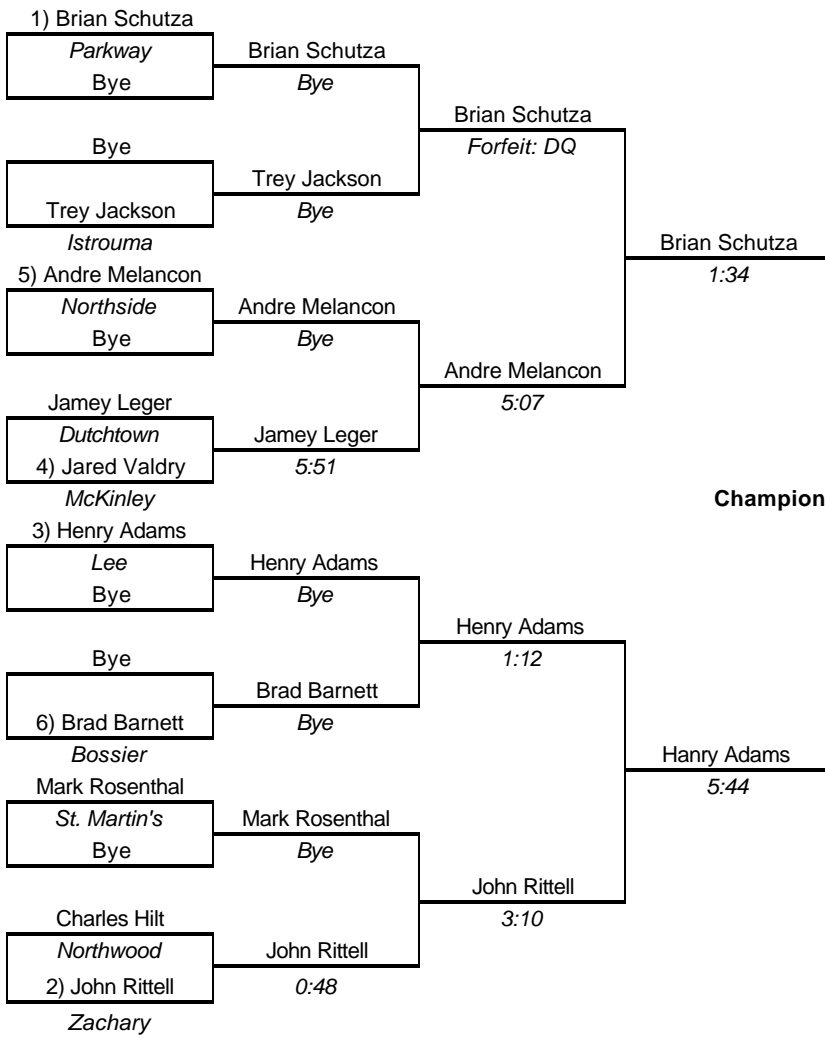 1) Brian Schutza
Parkway
Brian Schutza
Bye
Bye
Brian Schutza
Bye
Forfeit: DQ
Trey Jackson
Trey Jackson
Bye
Istrouma
Brian Schutza
5) Andre Melancon
1:34
Northside
Andre Melancon
Bye
Bye
Andre Melancon
Jamey Leger
5:07
Dutchtown
Jamey Leger
4) Jared Valdry
5:51
McKinley
Champion
3) Henry Adams
Lee
Henry Adams
Bye
Bye
Henry Adams
Bye
1:12
Brad Barnett
6) Brad Barnett
Bye
Bossier
Hanry Adams
Mark Rosenthal
5:44
St. Martin's
Mark Rosenthal
Bye
Bye
John Rittell
Charles Hilt
3:10
Northwood
John Rittell
2) John Rittell
0:48
Zachary